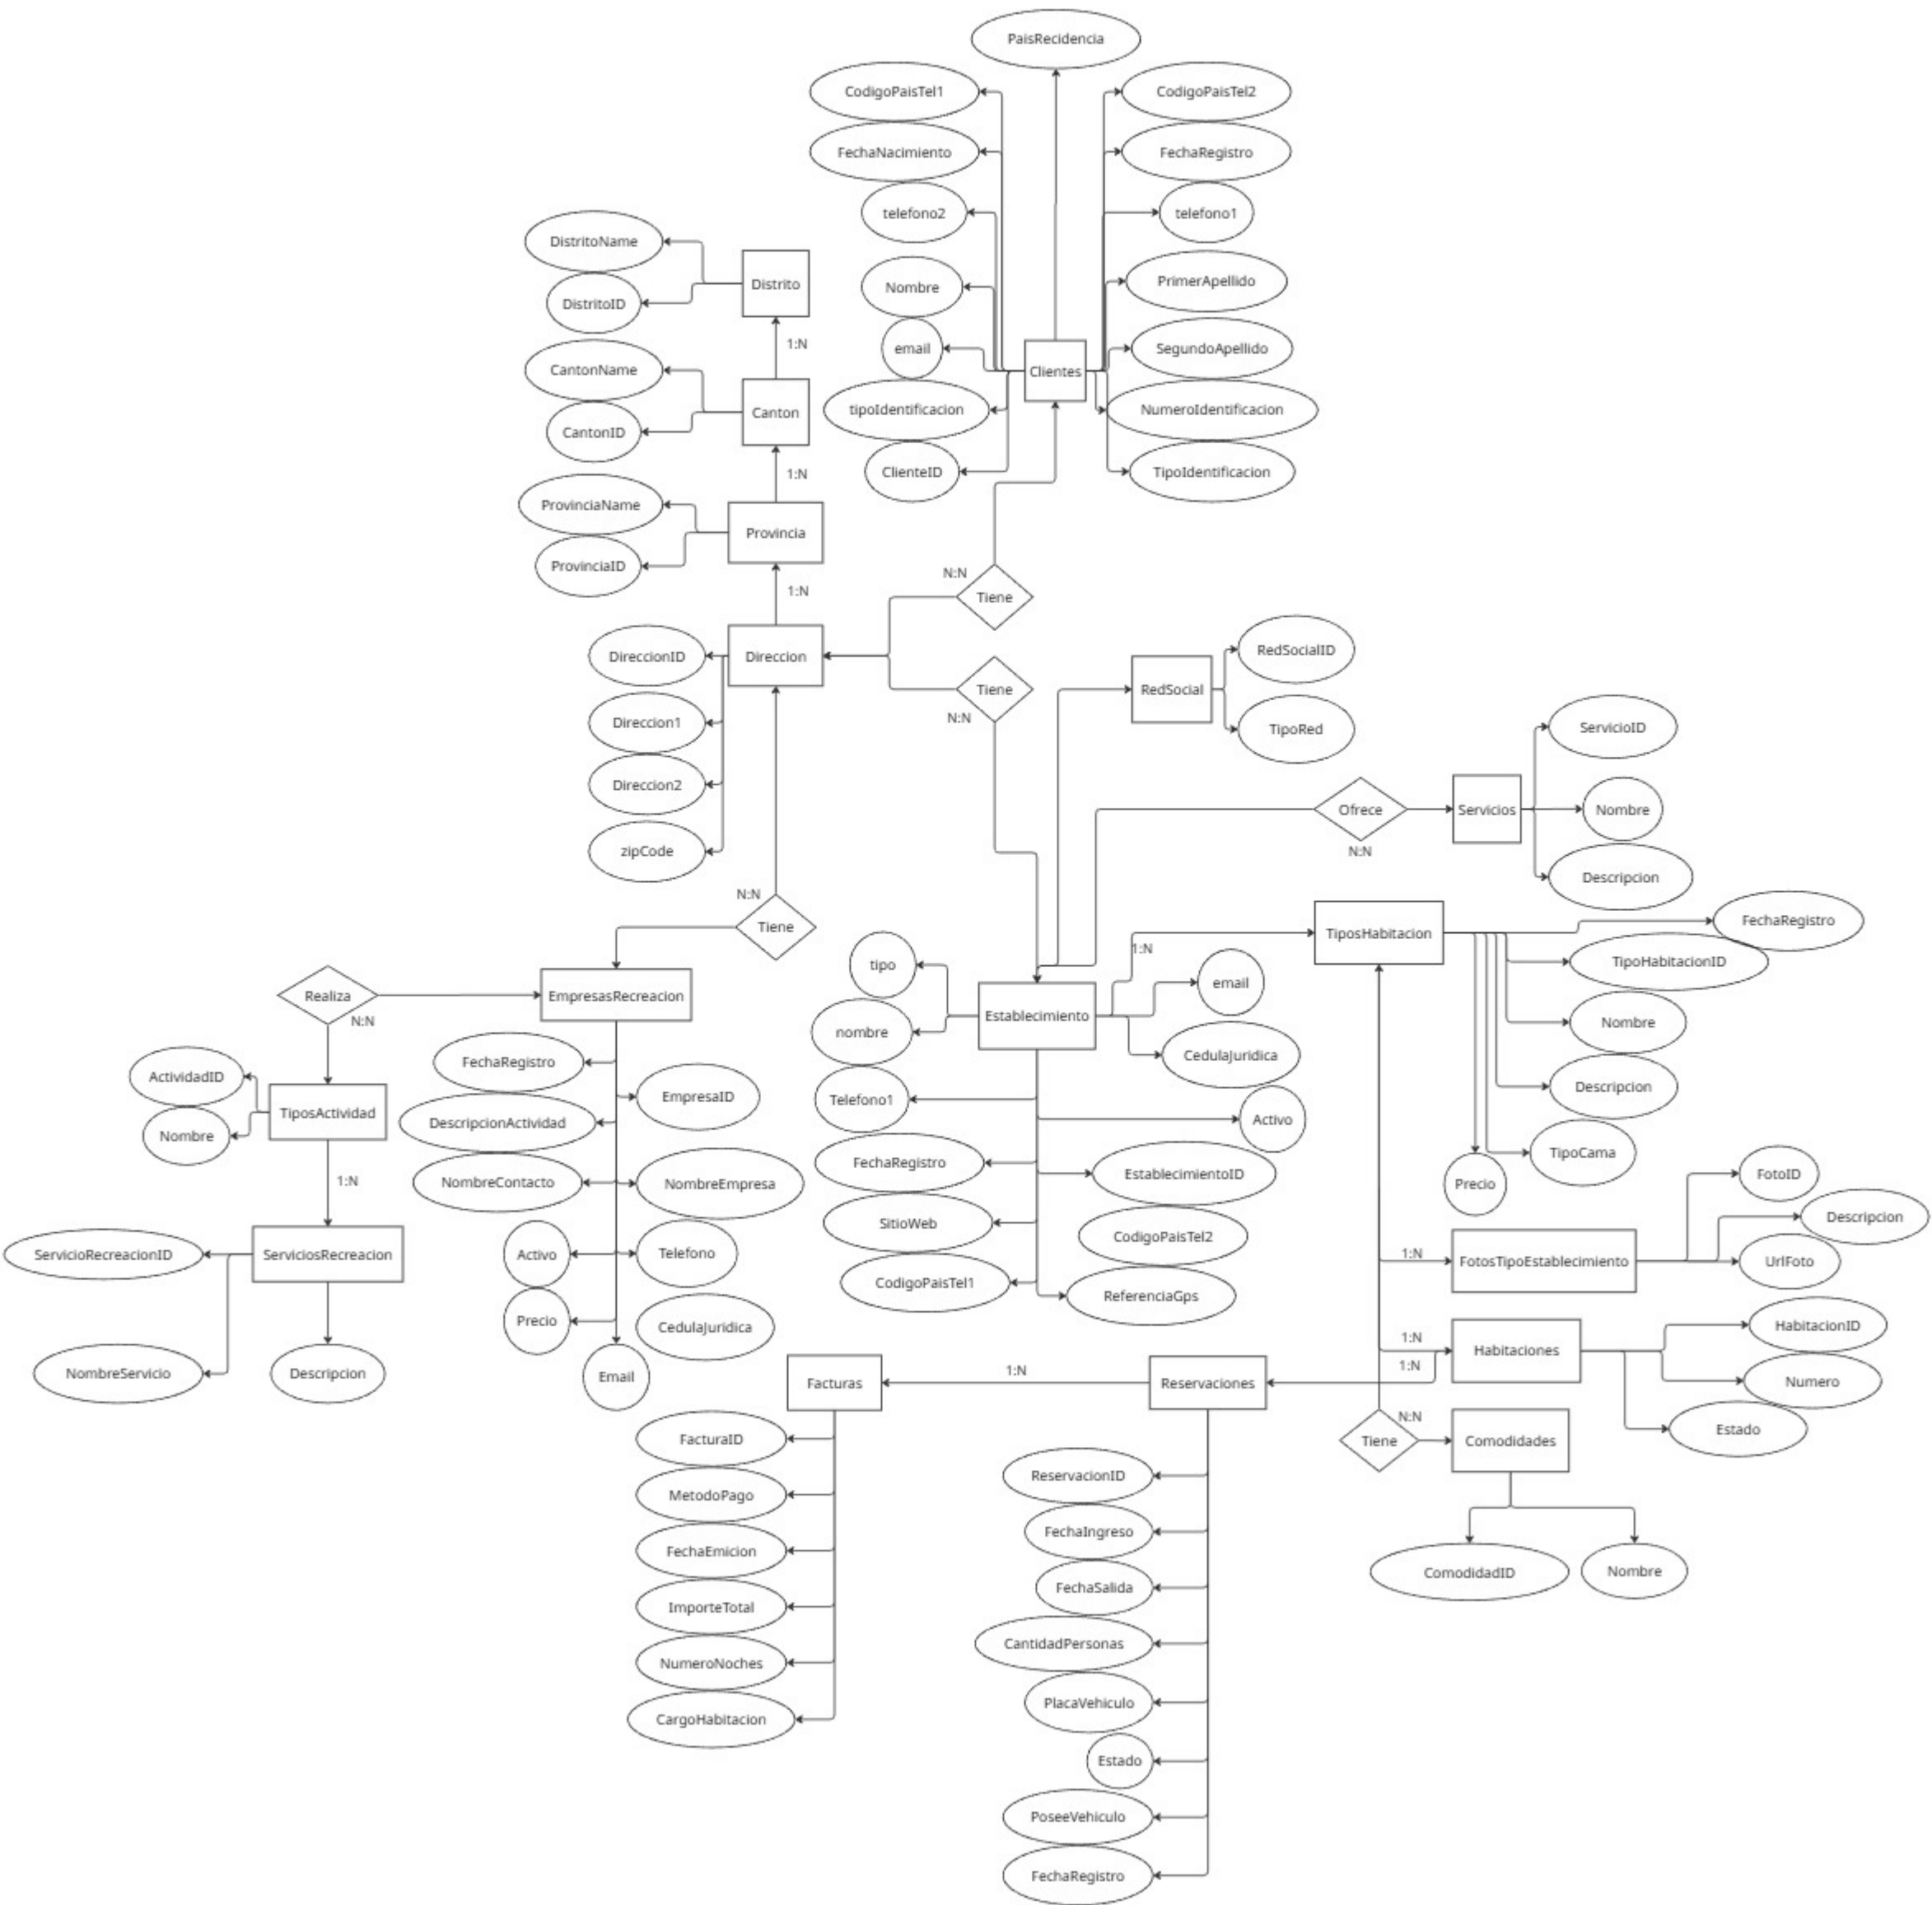 PaisRecidencia
CodigoPaisTel1
CodigoPaisTel2
FechaNacimiento
FechaRegistro
telefono2
telefono1
DistritoName
Distrito
DistritoID
Nombre
PrimerApellido
email
SegundoApellido
Clientes
1:N
CantonName
Canton
CantonID
tipoIdentificacion
NumeroIdentificacion
ClienteID
TipoIdentificacion
1:N
ProvinciaName
Provincia
ProvinciaID
N:N
Tiene
1:N
DireccionID
Direccion
Direccion1
Direccion2
zipCode
Tiene
N:N
RedSocial
RedSocialID
TipoRed
Ofrece
N:N
Servicios
ServicioID
Nombre
Descripcion
N:N
Tiene
TiposHabitacion
FechaRegistro
TipoHabitacionID
Nombre
Descripcion
TipoCama
Precio
1:N
tipo
email
nombre
Establecimiento
CedulaJuridica
Telefono1
Activo
FechaRegistro
EstablecimientoID
SitioWeb
CodigoPaisTel2
CodigoPaisTel1
ReferenciaGps
Realiza
N:N
EmpresasRecreacion
FechaRegistro
EmpresaID
DescripcionActividad
NombreContacto
NombreEmpresa
Activo
Telefono
Precio
CedulaJuridica
Email
ActividadID
TiposActividad
Nombre
1:N
ServicioRecreacionID
ServiciosRecreacion
NombreServicio
Descripcion
1:N
FotosTipoEstablecimiento
FotoID
Descripcion
UrlFoto
1:N
Habitaciones
1:N
HabitacionID
Numero
Estado
Facturas
1:N
Reservaciones
N:N
Tiene
Comodidades
ComodidadID
Nombre
FacturaID
MetodoPago
FechaEmicion
ImporteTotal
NumeroNoches
CargoHabitacion
ReservacionID
FechaIngreso
FechaSalida
CantidadPersonas
PlacaVehiculo
Estado
PoseeVehiculo
FechaRegistro